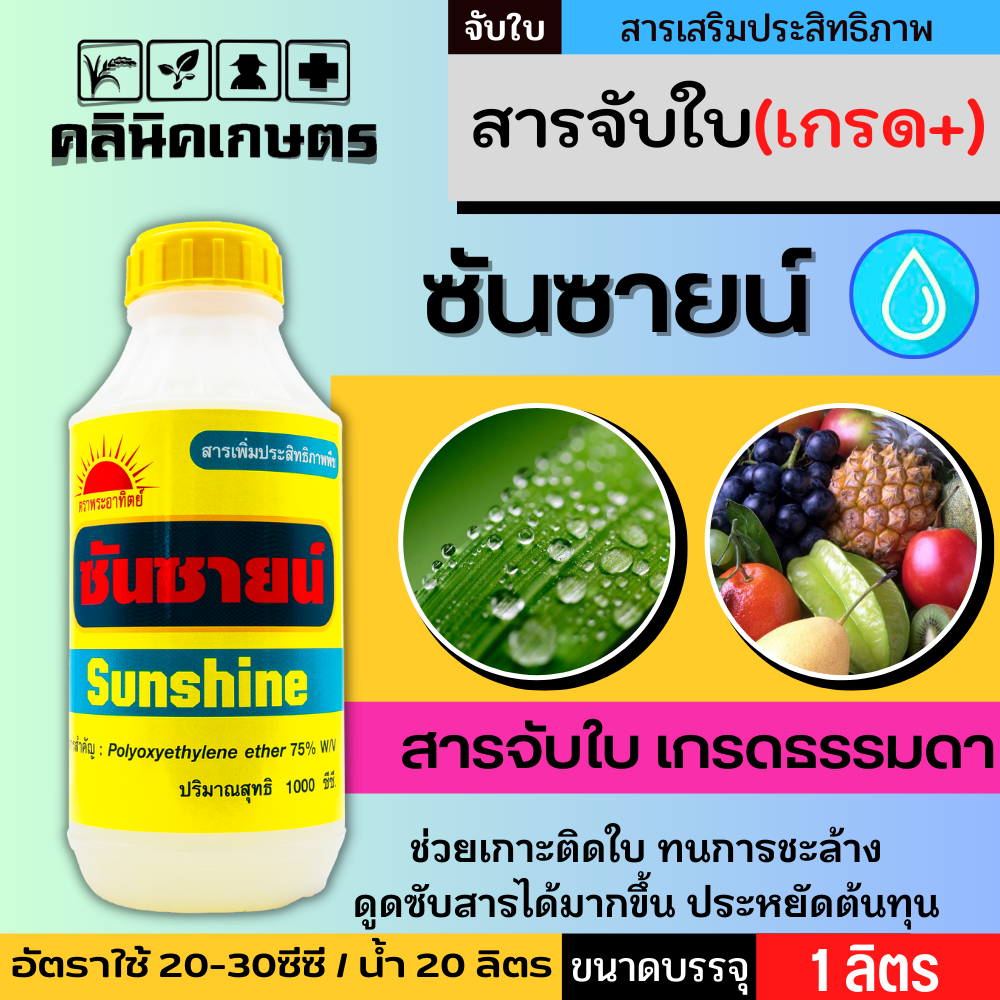 คลินิคเกษตร
จับใบ
สารเสริมประสิทธิภาพ
สารจับใบ(เกรด+)
ซันซายน์
สารเพิ่มประสิทธิภาพพืช
ตราพระอาทิตย์
ซันซายน์
Sunshine
ารสำคัญ : Polyoxyethylene ether 75% W/V
ปริมาณสุทธิ 1000 ซีซี.
สารจับใบ เกรดธรรมดา
ช่วยเกาะติดใบ ทนการชะล้าง
ดูดซับสารได้มากขึ้น ประหยัดต้นทุน
อัตราใช้ 20-30ซีซี / น้ำ 20 ลิตร
ขนาดบรรจุ
1 ลิตร